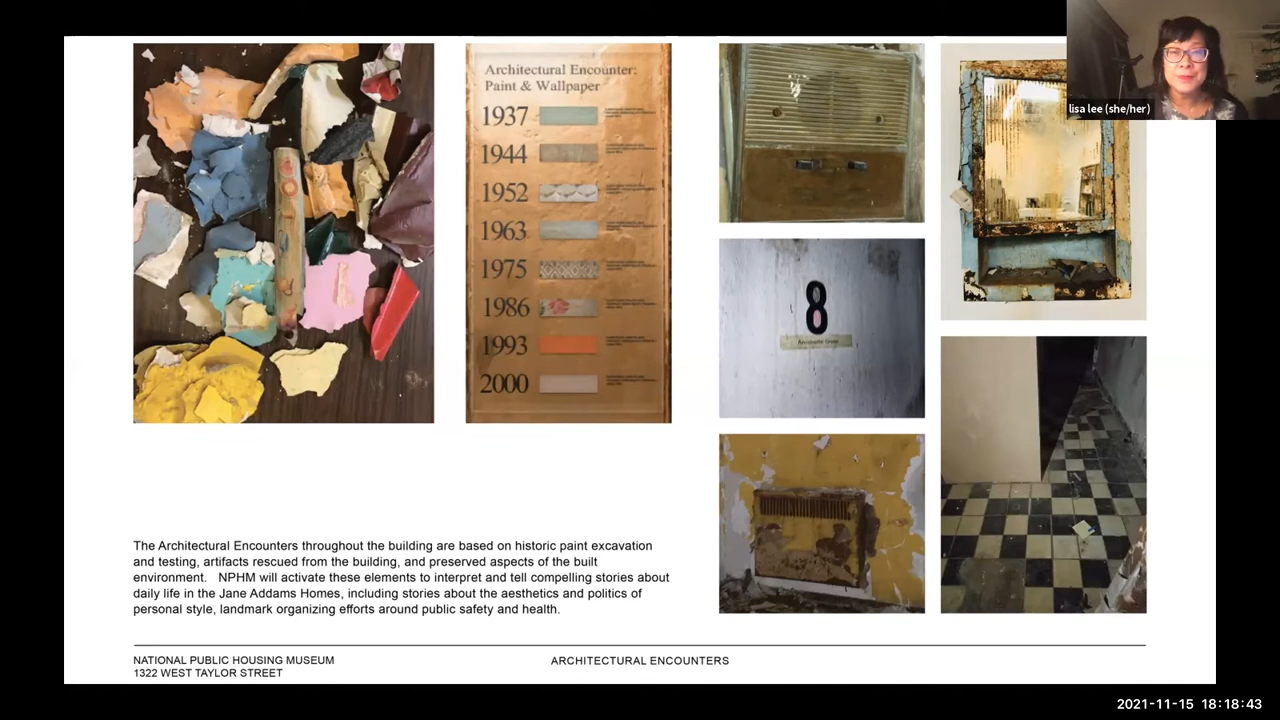 lisa lee (she/her)
Architectural Encounter:
Paint & Wallpaper
1937
1944
1952
1963
1975
1986
1993
2000
8
The Architectural Encounters throughout the building are based on historic paint excavation
and testing, artifacts rescued from the building, and preserved aspects of the built
environment. NPHM will activate these elements to interpret and tell compelling stories about
daily life in the Jane Addams Homes, including stories about the aesthetics and politics of
personal style, landmark organizing efforts around public safety and health.
NATIONAL PUBLIC HOUSING MUSEUM
1322 WEST TAYLOR STREET
ARCHITECTURAL ENCOUNTERS
2021-11-15 18:18:43